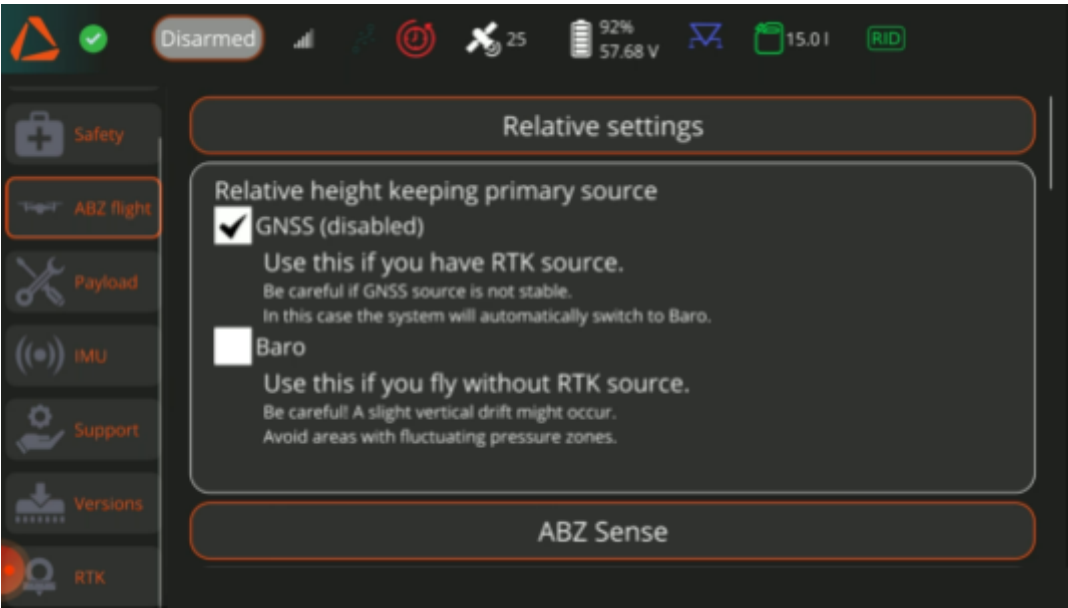 Disarmed
25
92%
57.68 V
15.0 l
RID
Safety
ABZ flight
Payload
IMU
Support
Versions
RTK
Relative settings
Relative height keeping primary source
GNSS (disabled)
Use this if you have RTK source.
Be careful if GNSS source is not stable.
In this case the system will automatically switch to Baro.
Baro
Use this if you fly without RTK source.
Be careful! A slight vertical drift might occur.
Avoid areas with fluctuating pressure zones.
ABZ Sense